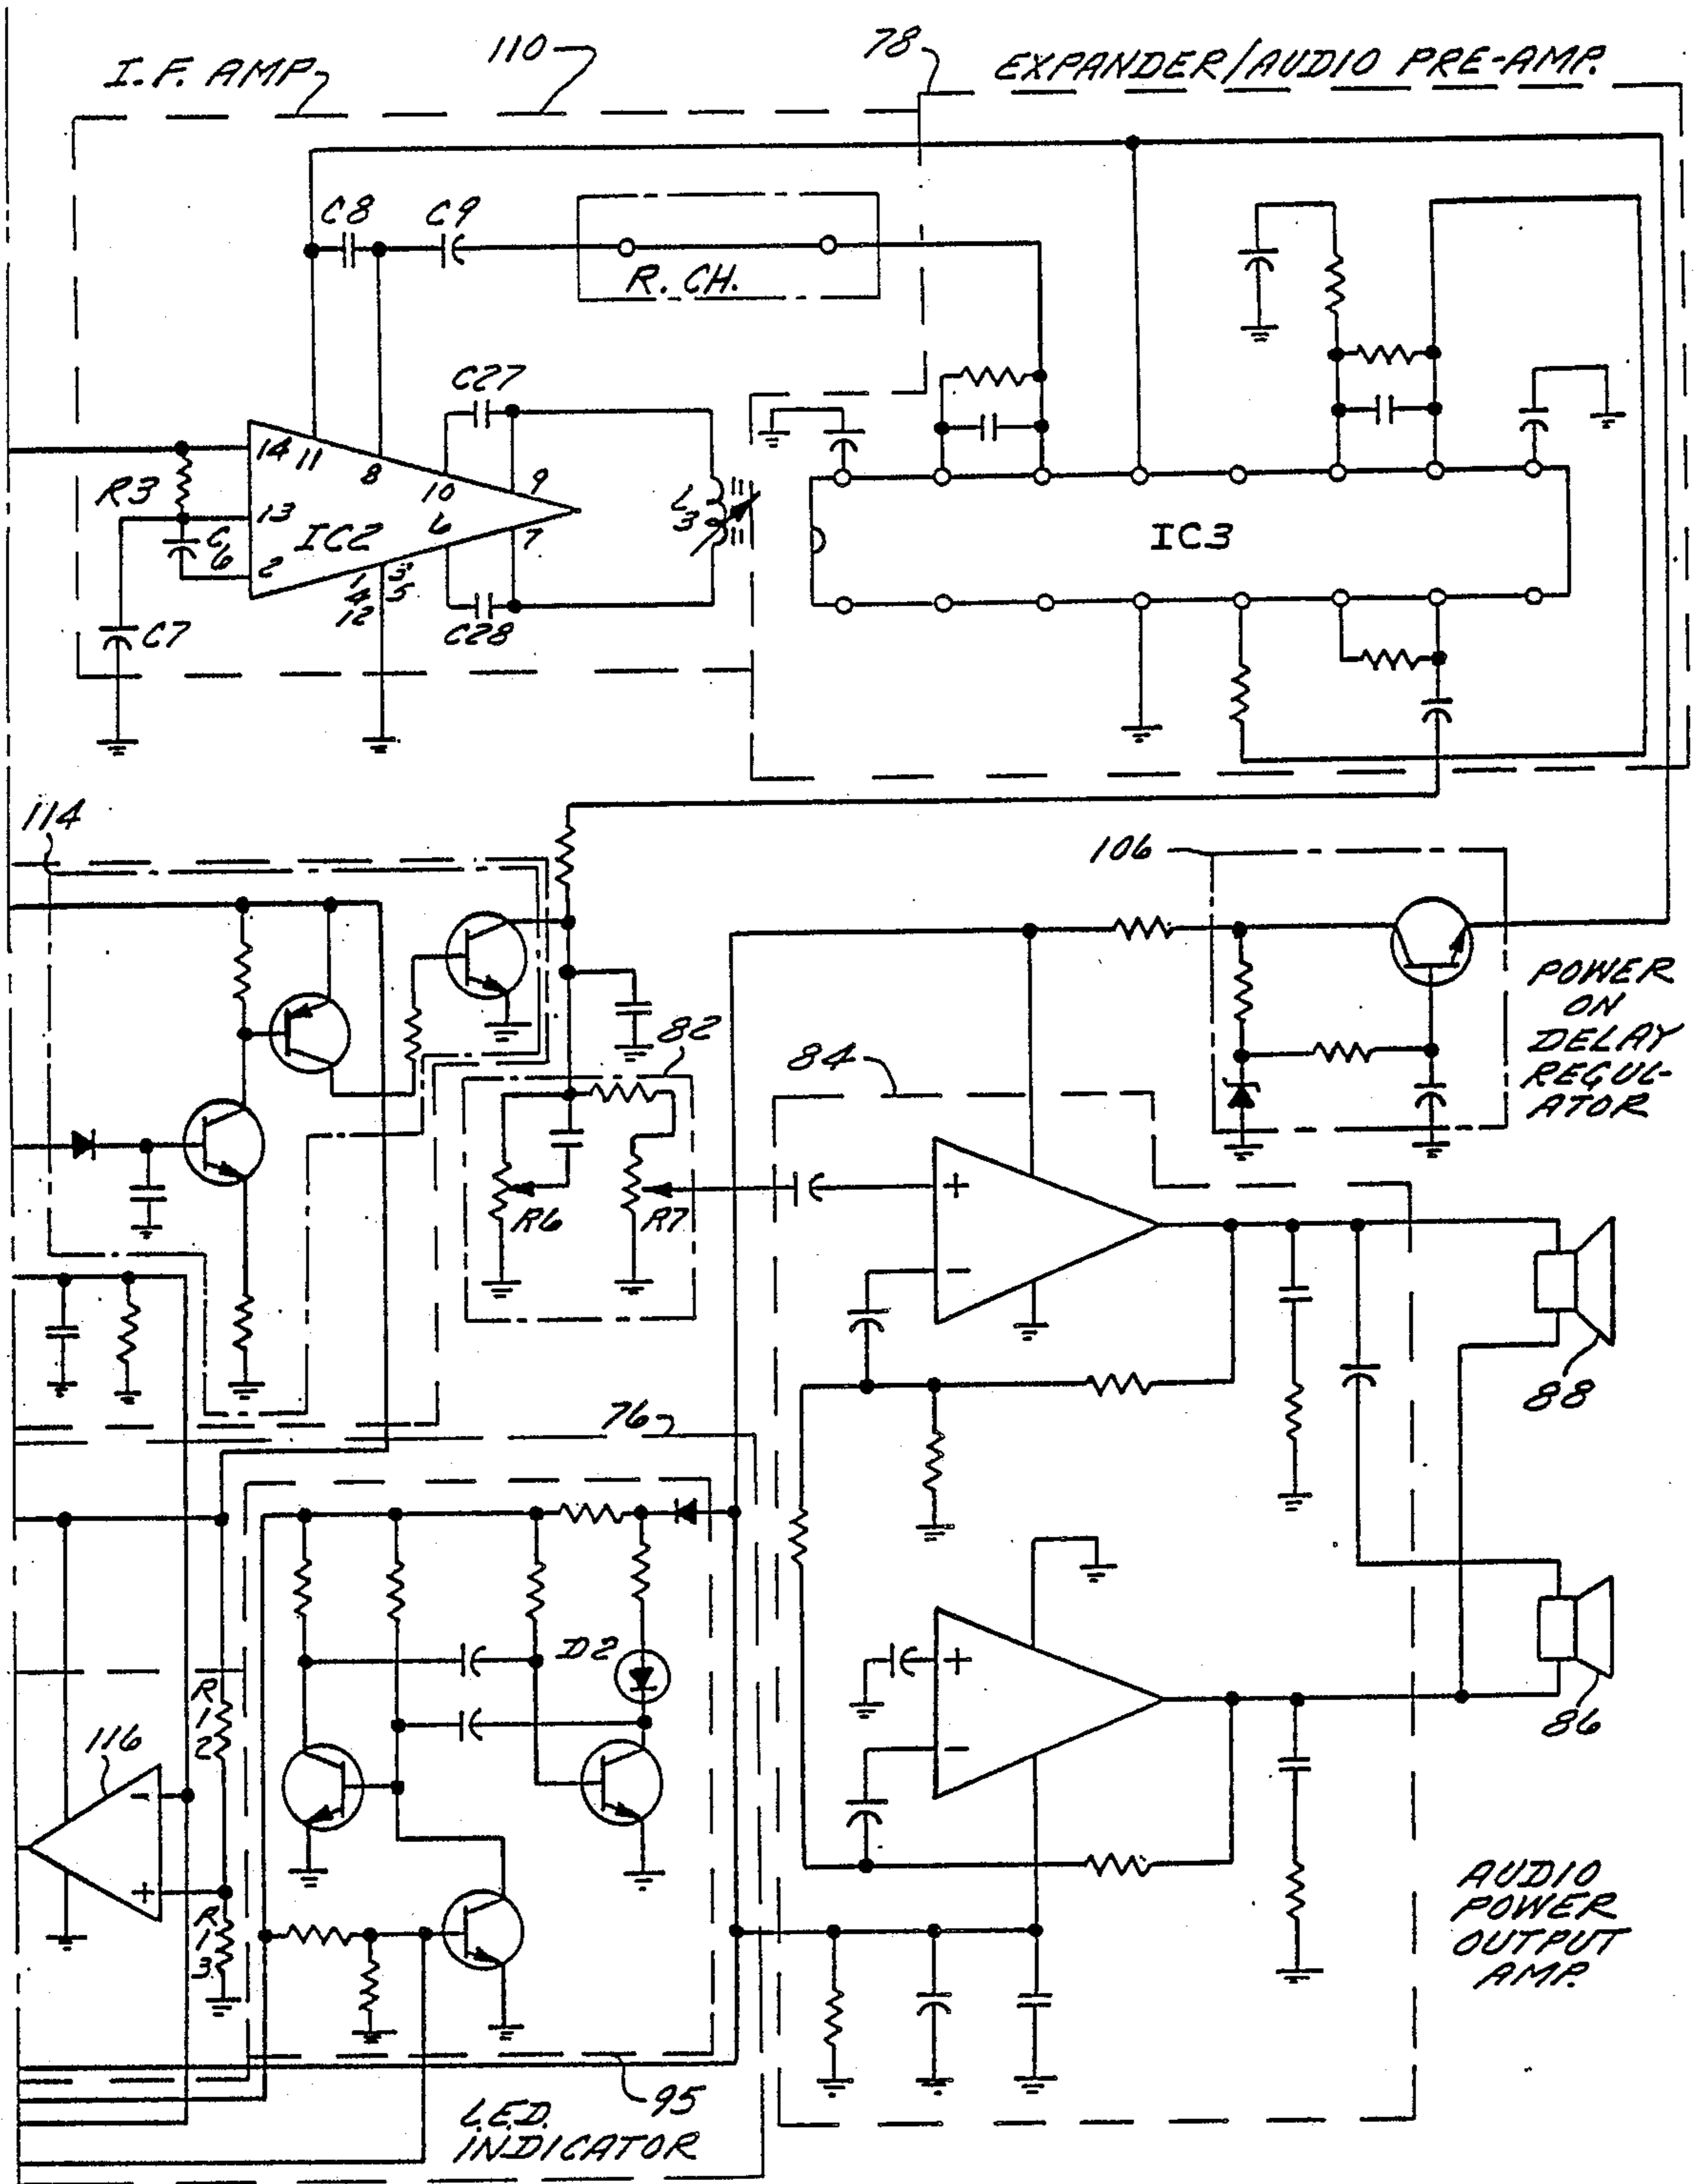 I.F. AMP
110
78
EXPANDER/AUDIO PRE-AMP.
C8
C9
R. CH.
C27
14
11
8
10
9
R3
13
IC2
6
7
C6
2
1
3
4
5
12
C7
C28
L3
IC3
114
106
POWER
ON
DELAY
REGUL-
ATOR
82
84
R6
R7
+
-
88
76
D2
+
-
86
R12
116
-
+
R13
AUDIO
POWER
OUTPUT
AMP.
95
L.E.D.
INDICATOR